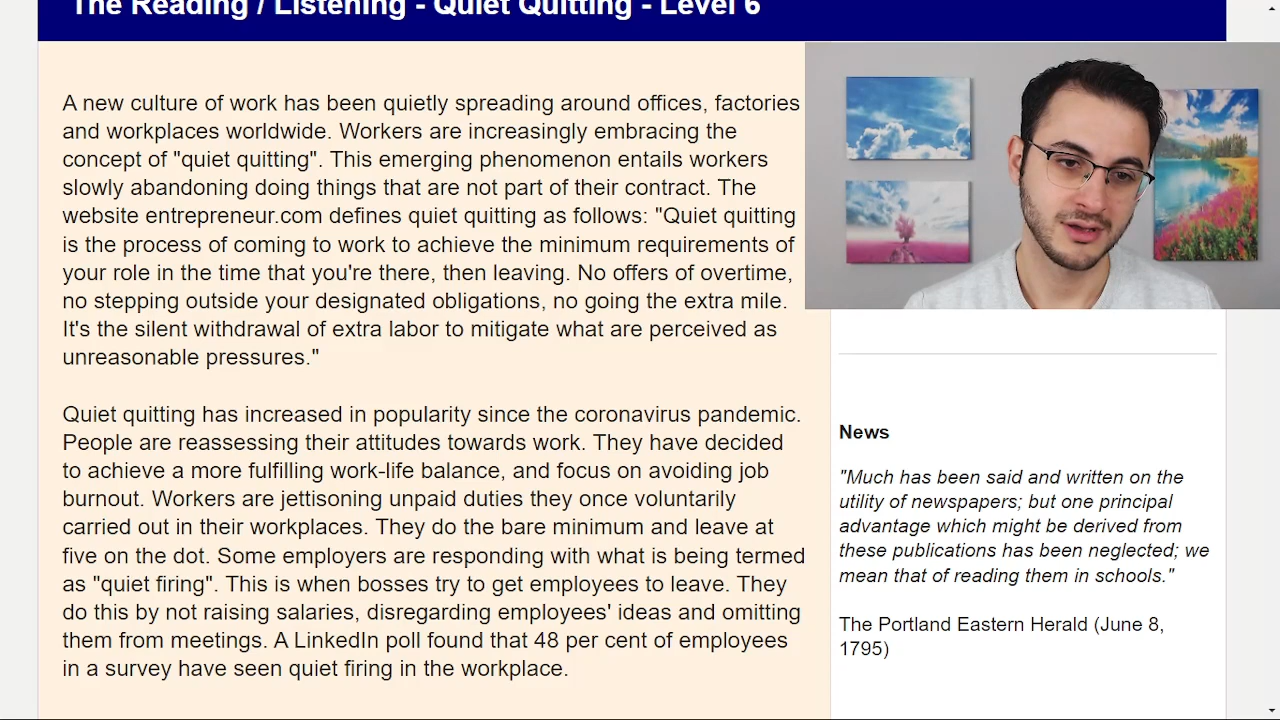 The Reading / Listening - Quiet Quitting - Level 6
A new culture of work has been quietly spreading around offices, factories
and workplaces worldwide. Workers are increasingly embracing the
concept of "quiet quitting". This emerging phenomenon entails workers
slowly abandoning doing things that are not part of their contract. The
website entrepreneur.com defines quiet quitting as follows: "Quiet quitting
is the process of coming to work to achieve the minimum requirements of
your role in the time that you're there, then leaving. No offers of overtime,
no stepping outside your designated obligations, no going the extra mile.
It's the silent withdrawal of extra labor to mitigate what are perceived as
unreasonable pressures."
Quiet quitting has increased in popularity since the coronavirus pandemic.
People are reassessing their attitudes towards work. They have decided
to achieve a more fulfilling work-life balance, and focus on avoiding job
burnout. Workers are jettisoning unpaid duties they once voluntarily
carried out in their workplaces. They do the bare minimum and leave at
five on the dot. Some employers are responding with what is being termed
as "quiet firing". This is when bosses try to get employees to leave. They
do this by not raising salaries, disregarding employees' ideas and omitting
them from meetings. A LinkedIn poll found that 48 per cent of employees
in a survey have seen quiet firing in the workplace.
News
"Much has been said and written on the
utility of newspapers; but one principal
advantage which might be derived from
these publications has been neglected; we
mean that of reading them in schools."
The Portland Eastern Herald (June 8,
1795)